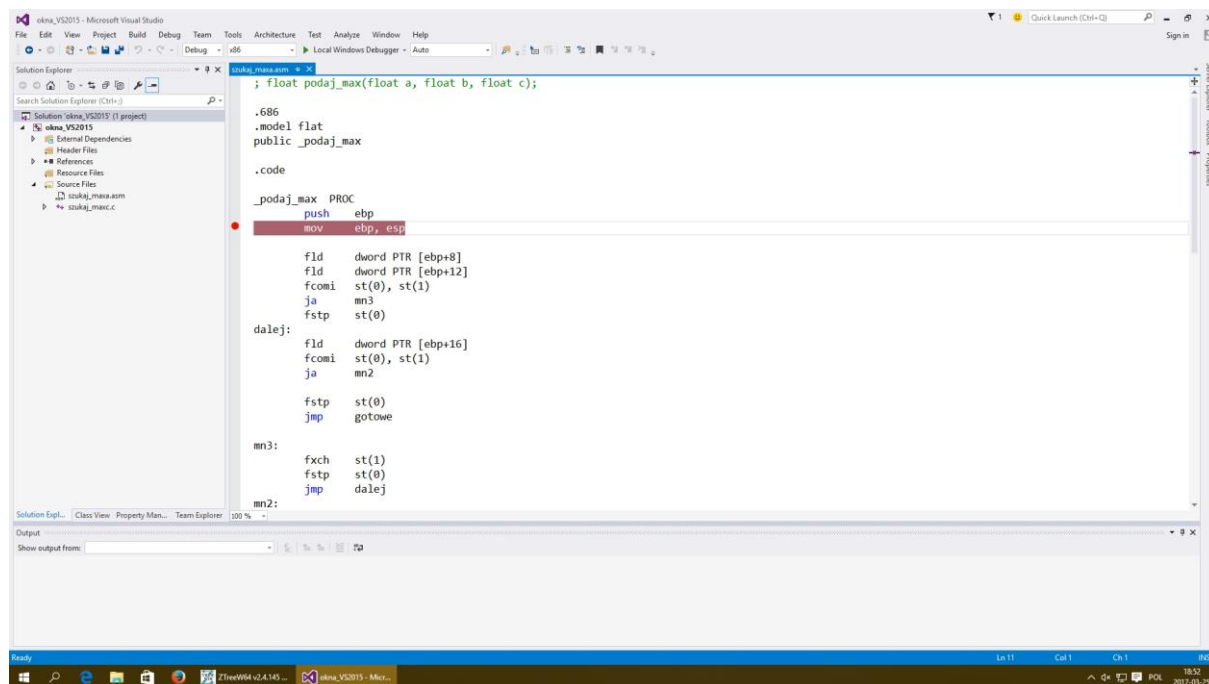 okna_VS2015 - Microsoft Visual Studio
1
Quick Launch (Ctrl+Q)
File Edit View Project Build Debug Team Tools Architecture Test Analyze Window Help
Sign in
Debug x86 Local Windows Debugger Auto
Solution Explorer
Search Solution Explorer (Ctrl+;)
Solution 'okna_VS2015' (1 project)
okna_VS2015
External Dependencies
Header Files
References
Resource Files
Source Files
szukaj_maxa.asm
szukaj_maxc.c
Solution Expl... Class View Property Man... Team Explorer
szukaj_maxa.asm
; float podaj_max(float a, float b, float c);
.686
.model flat
public _podaj_max
.code
_podaj_max PROC
push ebp
mov ebp, esp
fld dword PTR [ebp+8]
fld dword PTR [ebp+12]
fcomi st(0), st(1)
ja mn3
fstp st(0)
dalej:
fld dword PTR [ebp+16]
fcomi st(0), st(1)
ja mn2
fstp st(0)
jmp gotowe
mn3:
fxch st(1)
fstp st(0)
jmp dalej
mn2:
100 %
Output
Show output from:
Ready
Ln 11 Col 1 Ch 1 INS
ZTreeW64 v2.4.145 ...
okna_VS2015 - Micr...
POL
18:52